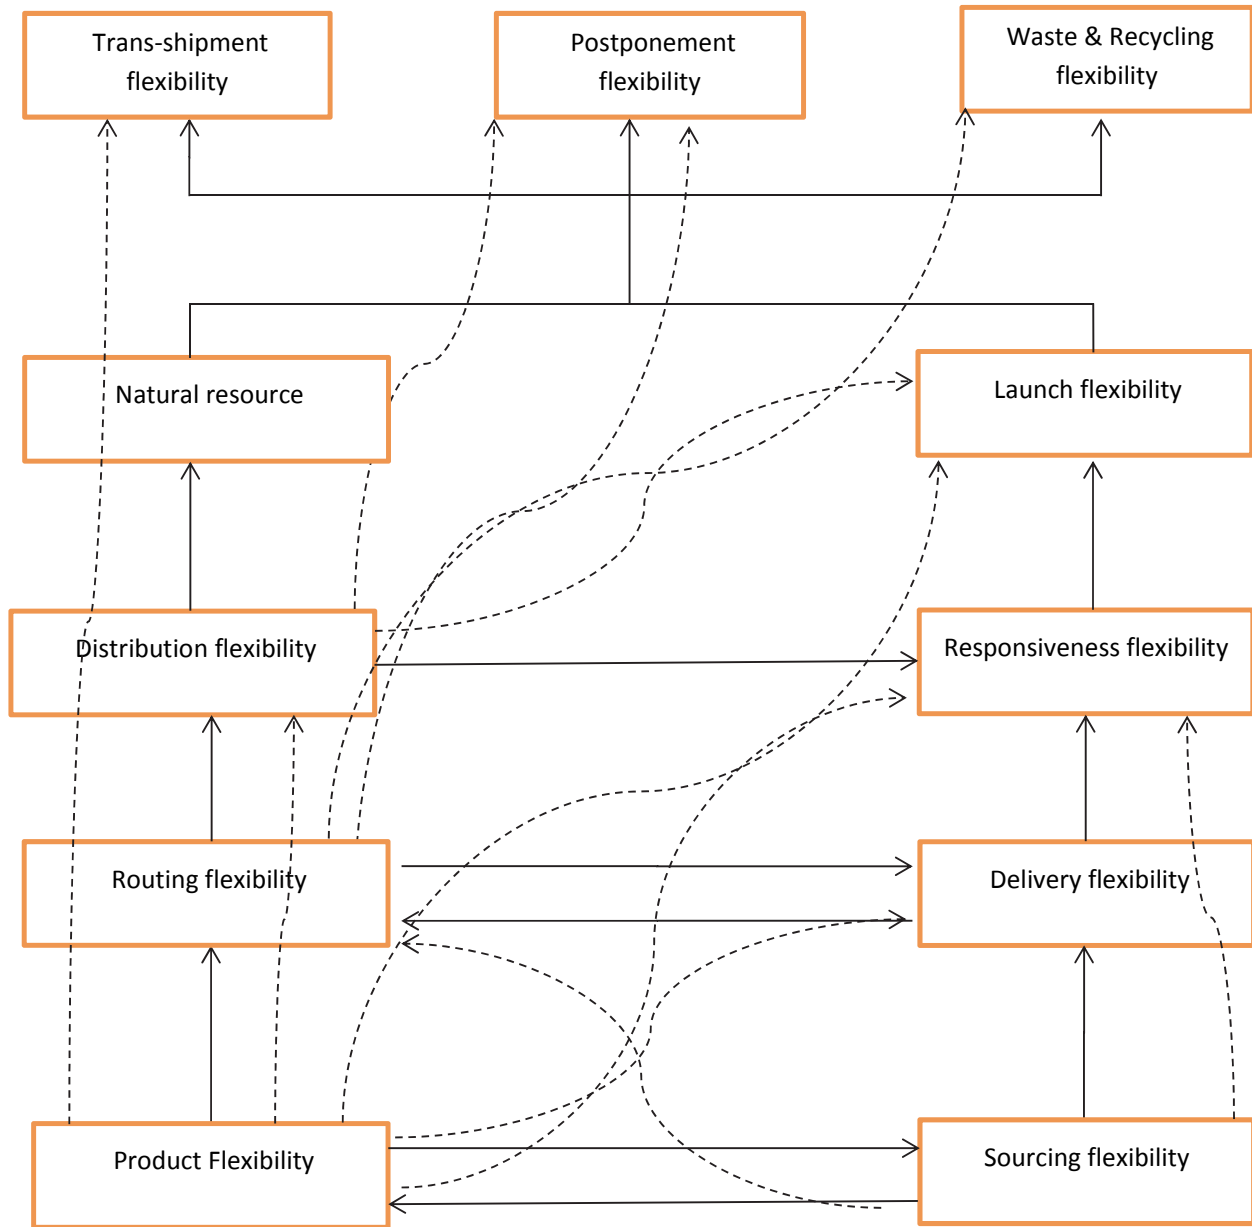 Trans-shipment
flexibility
Postponement
flexibility
Waste & Recycling
flexibility
Natural resource
Launch flexibility
Distribution flexibility
Responsiveness flexibility
Routing flexibility
Delivery flexibility
Product Flexibility
Sourcing flexibility